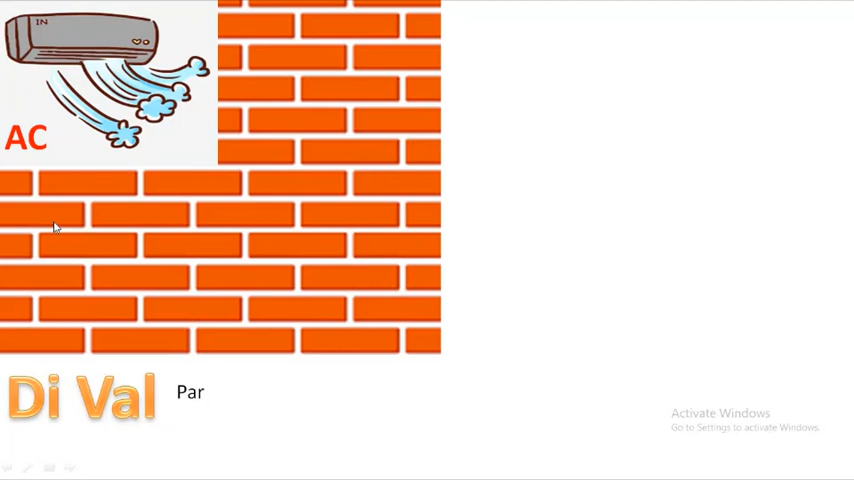 IN
AC
Di Val Par
Activate Windows
Go to Settings to activate Windows.